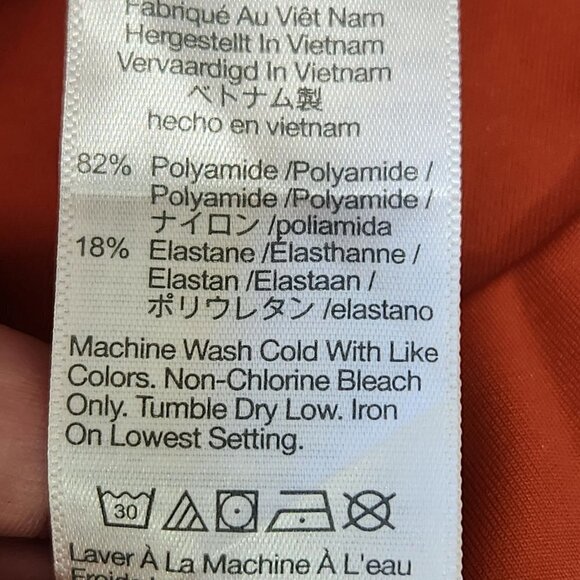 Fabriqué Au Viêt Nam
Hergestellt In Vietnam
Vervaardigd In Vietnam
ベトナム製
hecho en vietnam
82% Polyamide /Polyamide /
Polyamide /Polyamide /
ナイロン /poliamida
18% Elastane /Élasthanne /
Elastan /Elastaan /
ポリウレタン /elastano
Machine Wash Cold With Like
Colors. Non-Chlorine Bleach
Only. Tumble Dry Low. Iron
On Lowest Setting.
30
Laver À La Machine À L'eau